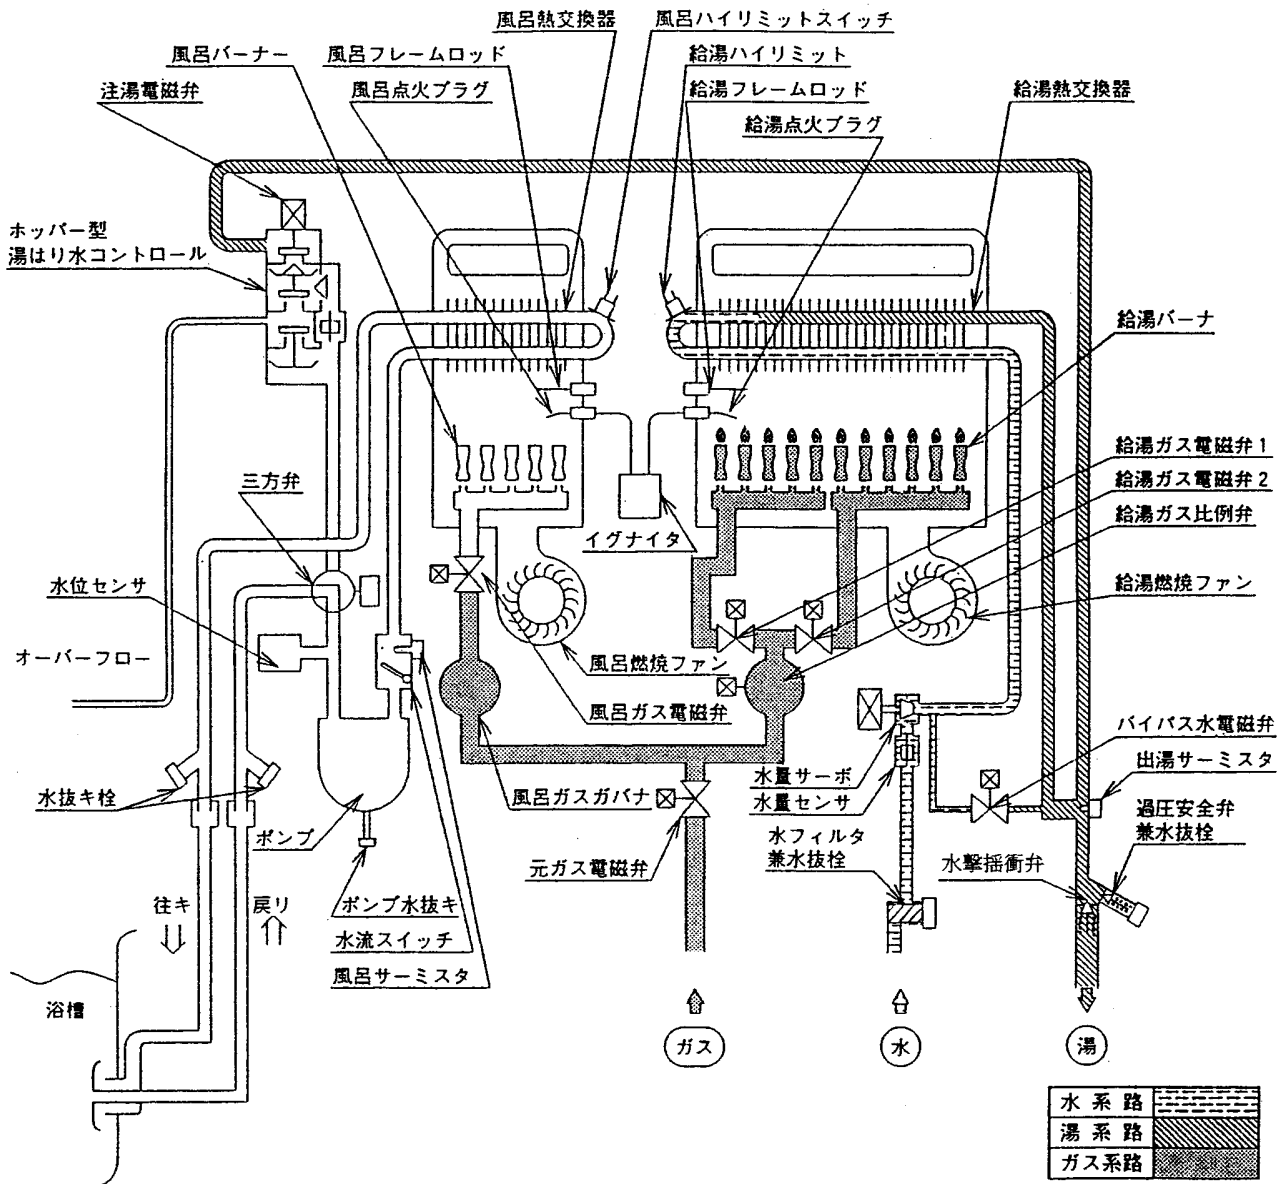 風呂熱交換器
風呂ハイリミットスイッチ
風呂バーナー
風呂フレームロッド
給湯ハイリミット
注湯電磁弁
風呂点火プラグ
給湯フレームロッド
給湯熱交換器
給湯点火プラグ
ホッパー型
湯はり水コントロール
給湯バーナ
給湯ガス電磁弁1
三方弁
給湯ガス電磁弁2
給湯ガス比例弁
イグナイタ
水位センサ
給湯燃焼ファン
オーバーフロー
風呂燃焼ファン
風呂ガス電磁弁
バイパス水電磁弁
水量サーボ
出湯サーミスタ
水抜キ栓
風呂ガスガバナ
水量センサ
過圧安全弁
兼水抜栓
ポンプ
水フィルタ
兼水抜栓
元ガス電磁弁
水撃揺衝弁
往キ
戻リ
ポンプ水抜キ
水流スイッチ
風呂サーミスタ
浴槽
ガス
水
湯
水系路
湯系路
ガス系路